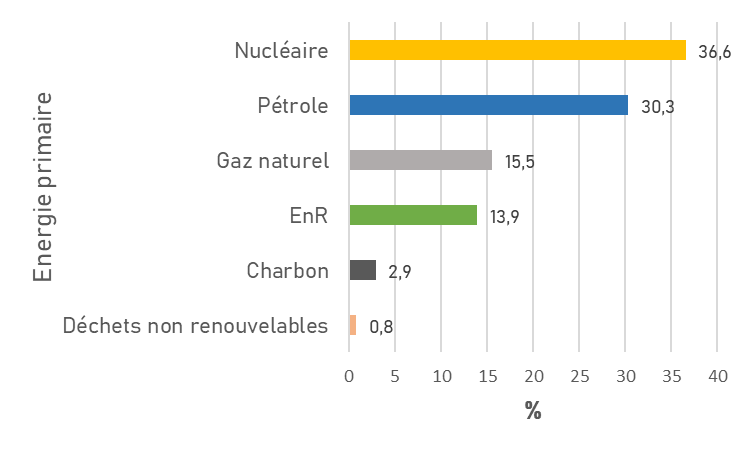 Energie primaire
Nucléaire 36,6
Pétrole 30,3
Gaz naturel 15,5
EnR 13,9
Charbon 2,9
Déchets non renouvelables 0,8
0 5 10 15 20 25 30 35 40
%